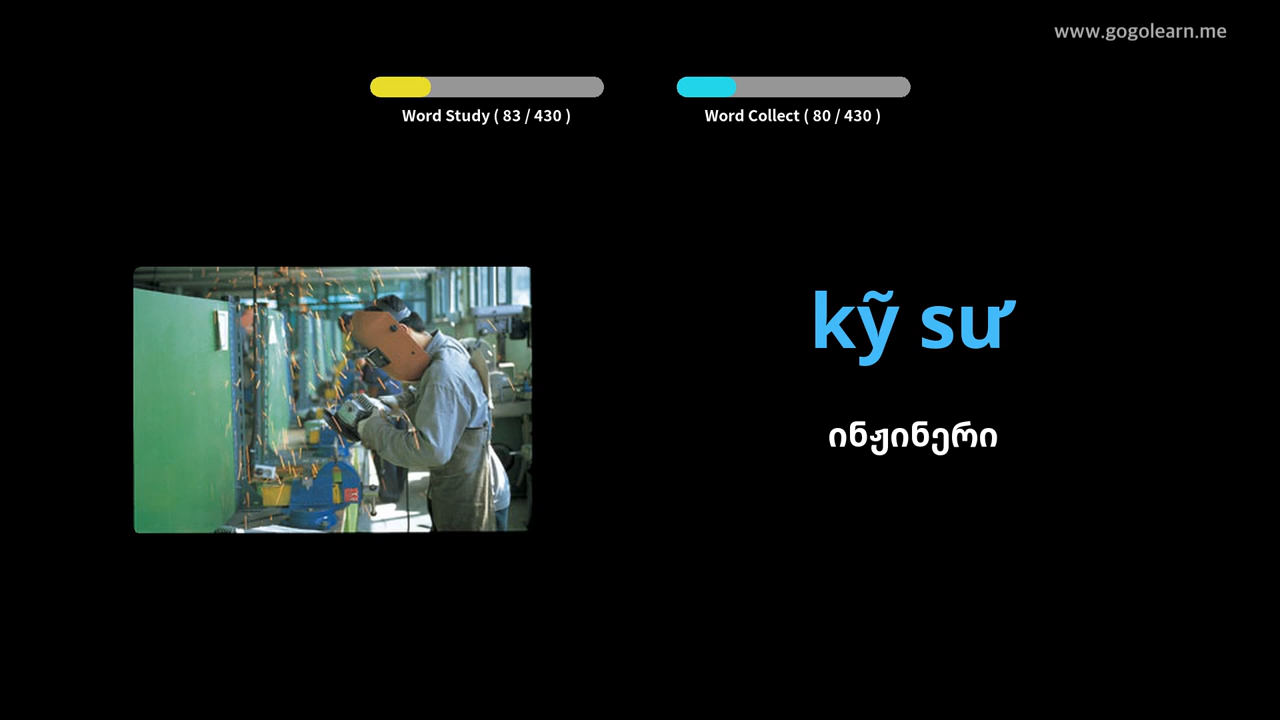 www.gogolearn.me
Word Study ( 83 / 430 )
Word Collect ( 80 / 430 )
kỹ sư
ინჟინერი